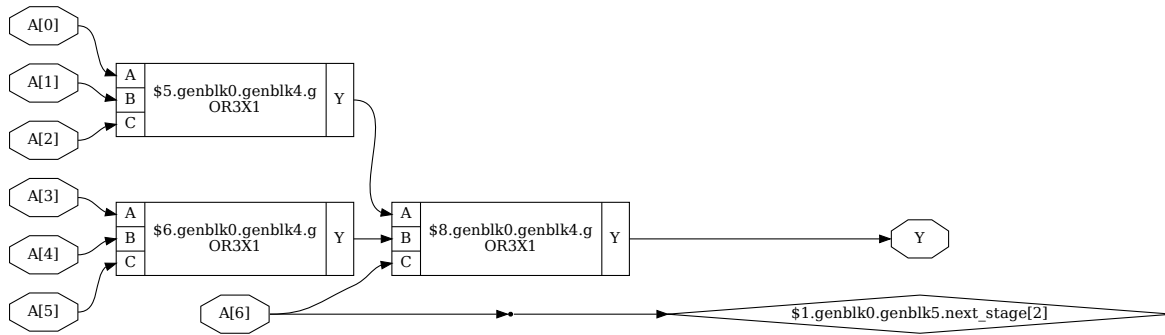 A[0]
A[1]
A[2]
A
B
C
$5.genblk0.genblk4.g
OR3X1
Y
A[3]
A[4]
A[5]
A
B
C
$6.genblk0.genblk4.g
OR3X1
Y
A[6]
A
B
C
$8.genblk0.genblk4.g
OR3X1
Y
Y
$1.genblk0.genblk5.next_stage[2]